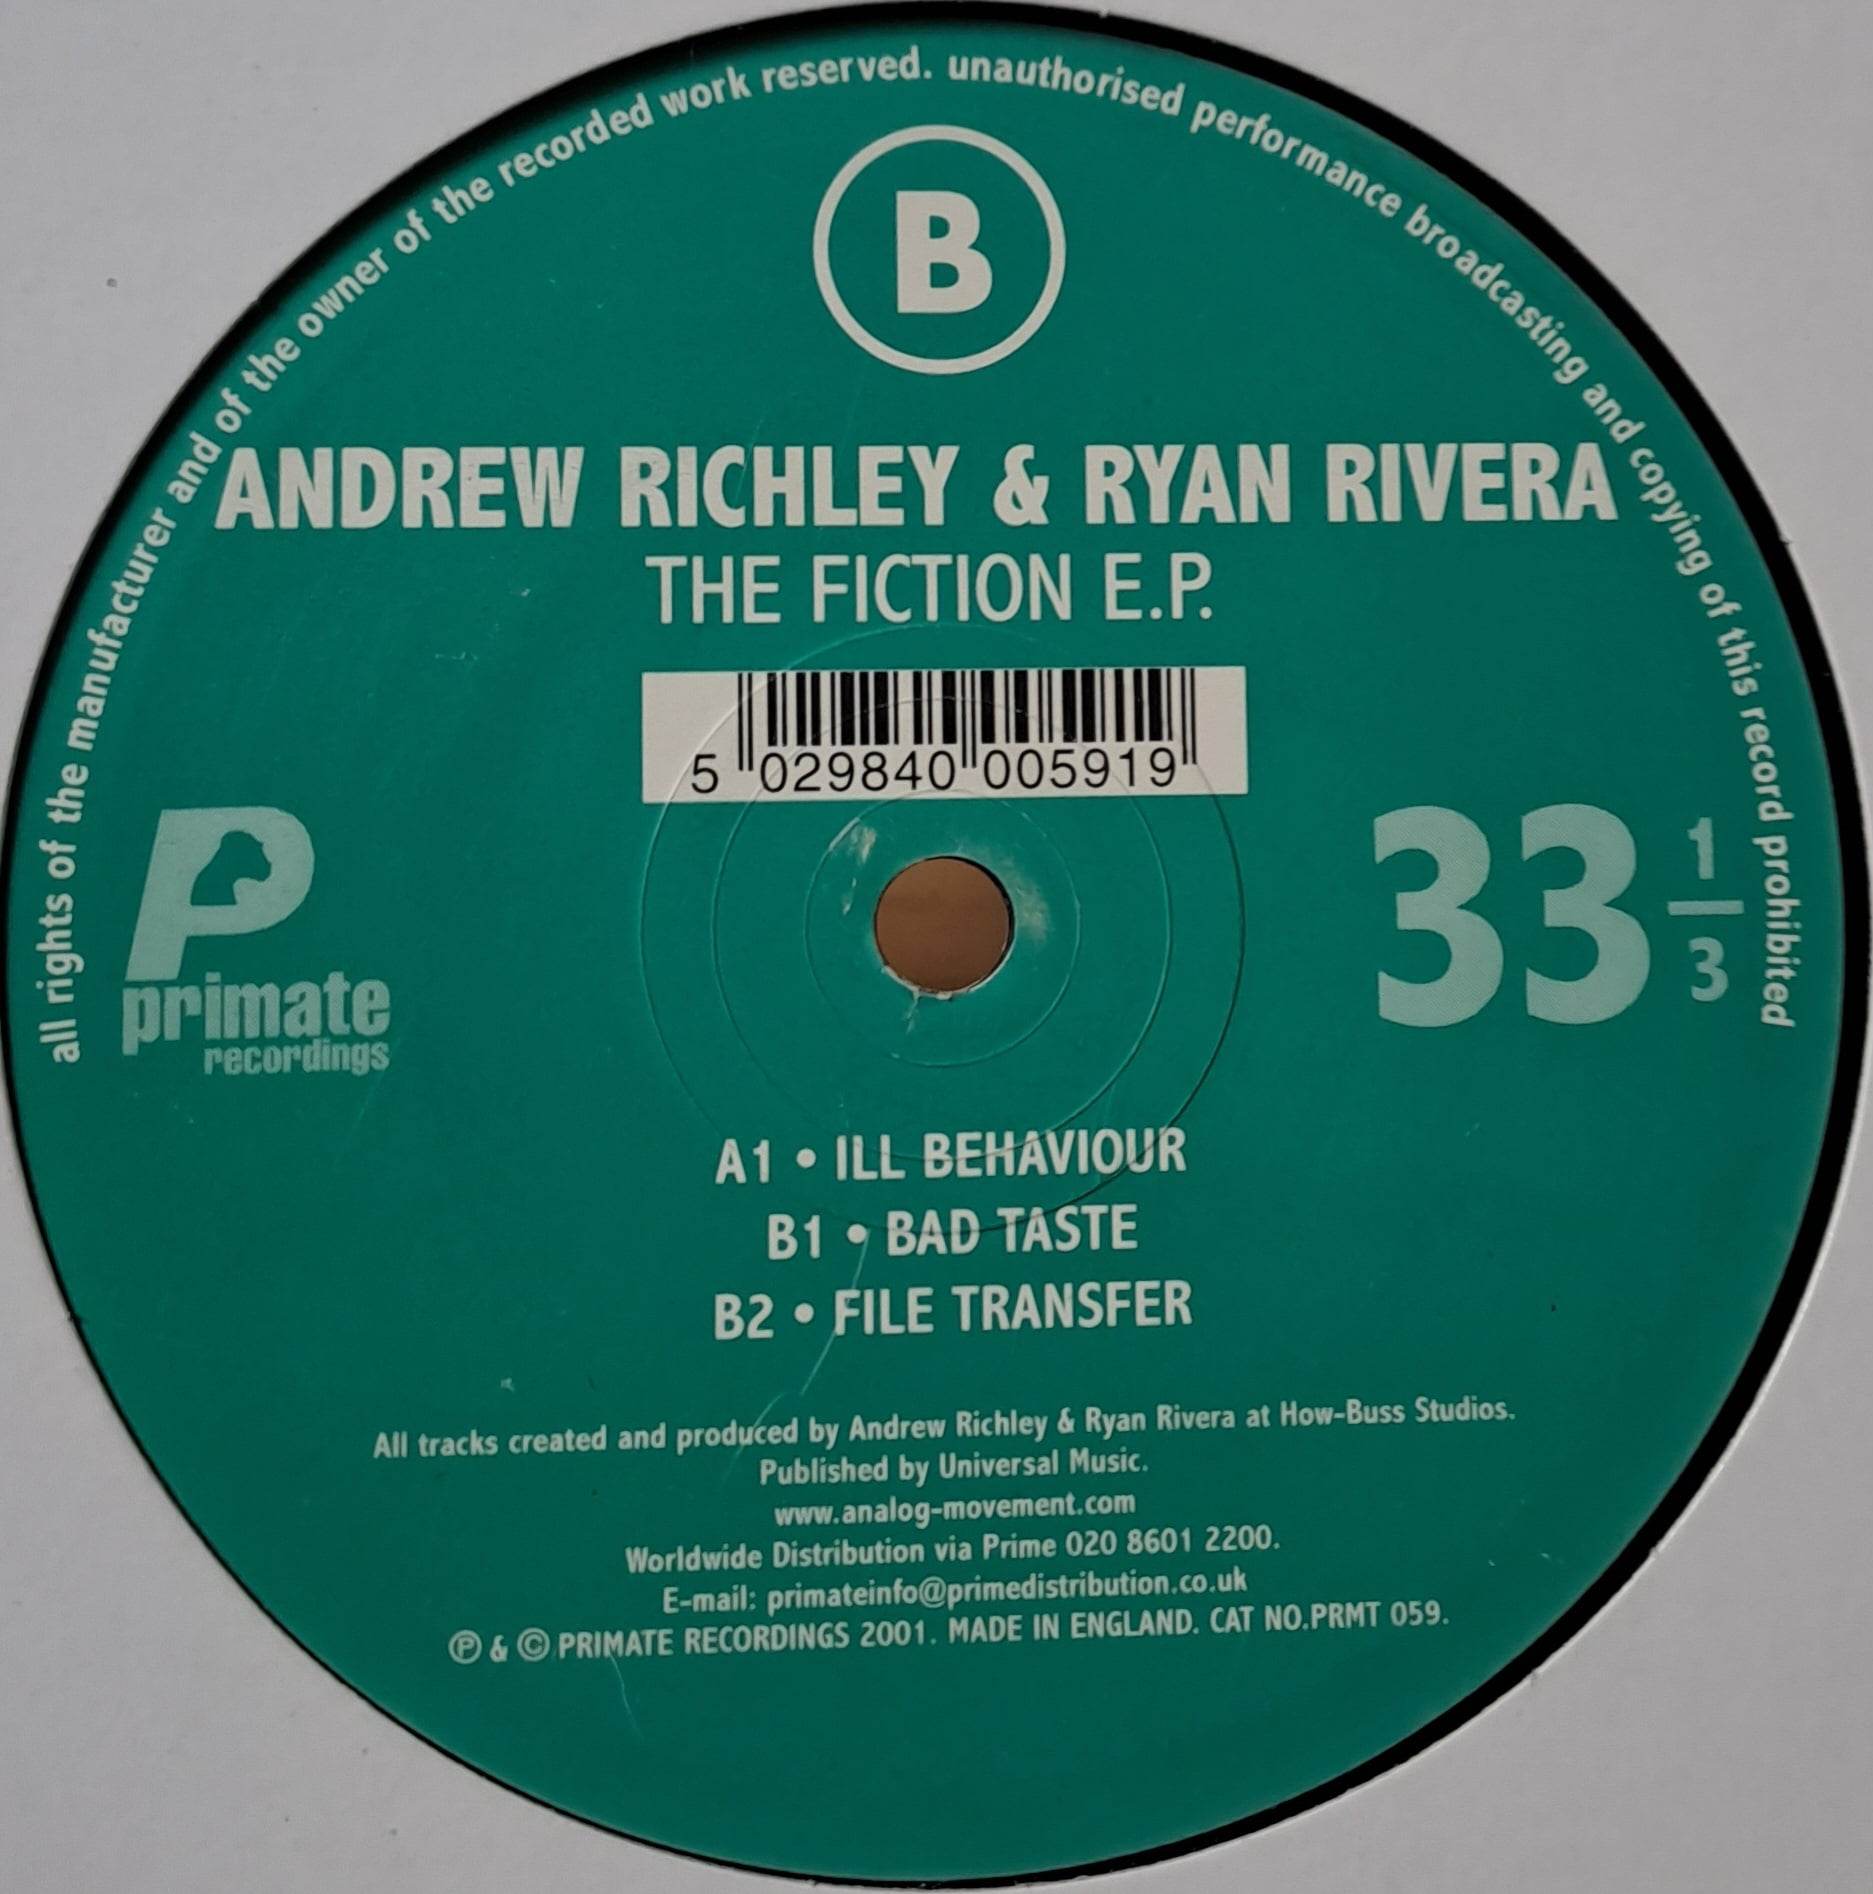 all rights of the manufacturer and of the owner of the recorded work reserved. unauthorised performance broadcasting and copying of this record prohibited
B
ANDREW RICHLEY & RYAN RIVERA
THE FICTION E.P.
5 029840 005919
P
primate
recordings
33 1/3
A1 • ILL BEHAVIOUR
B1 • BAD TASTE
B2 • FILE TRANSFER
All tracks created and produced by Andrew Richley & Ryan Rivera at How-Buss Studios.
Published by Universal Music.
www.analog-movement.com
Worldwide Distribution via Prime 020 8601 2200.
E-mail: primateinfo@primedistribution.co.uk
℗ & © PRIMATE RECORDINGS 2001. MADE IN ENGLAND. CAT NO.PRMT 059.